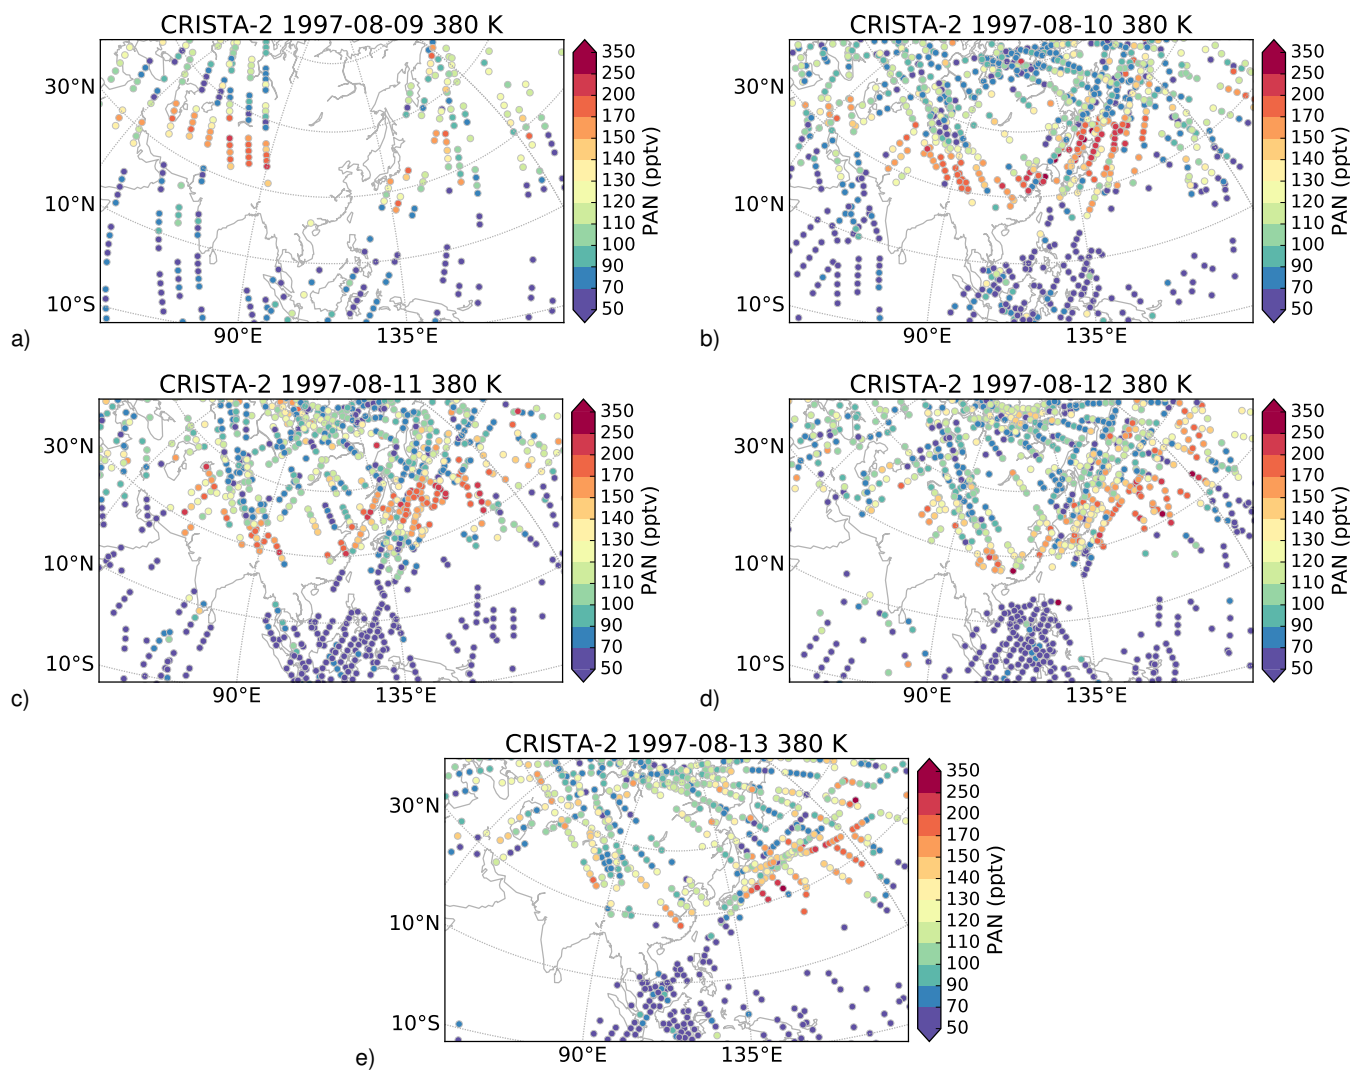 CRISTA-2 1997-08-09 380 K
30°N
10°N
10°S
90°E
135°E
350
250
200
170
150
140
130
120
110
100
90
70
50
PAN (pptv)
a)
CRISTA-2 1997-08-10 380 K
30°N
10°N
10°S
90°E
135°E
350
250
200
170
150
140
130
120
110
100
90
70
50
PAN (pptv)
b)
CRISTA-2 1997-08-11 380 K
30°N
10°N
10°S
90°E
135°E
350
250
200
170
150
140
130
120
110
100
90
70
50
PAN (pptv)
c)
CRISTA-2 1997-08-12 380 K
30°N
10°N
10°S
90°E
135°E
350
250
200
170
150
140
130
120
110
100
90
70
50
PAN (pptv)
d)
CRISTA-2 1997-08-13 380 K
30°N
10°N
10°S
90°E
135°E
350
250
200
170
150
140
130
120
110
100
90
70
50
PAN (pptv)
e)